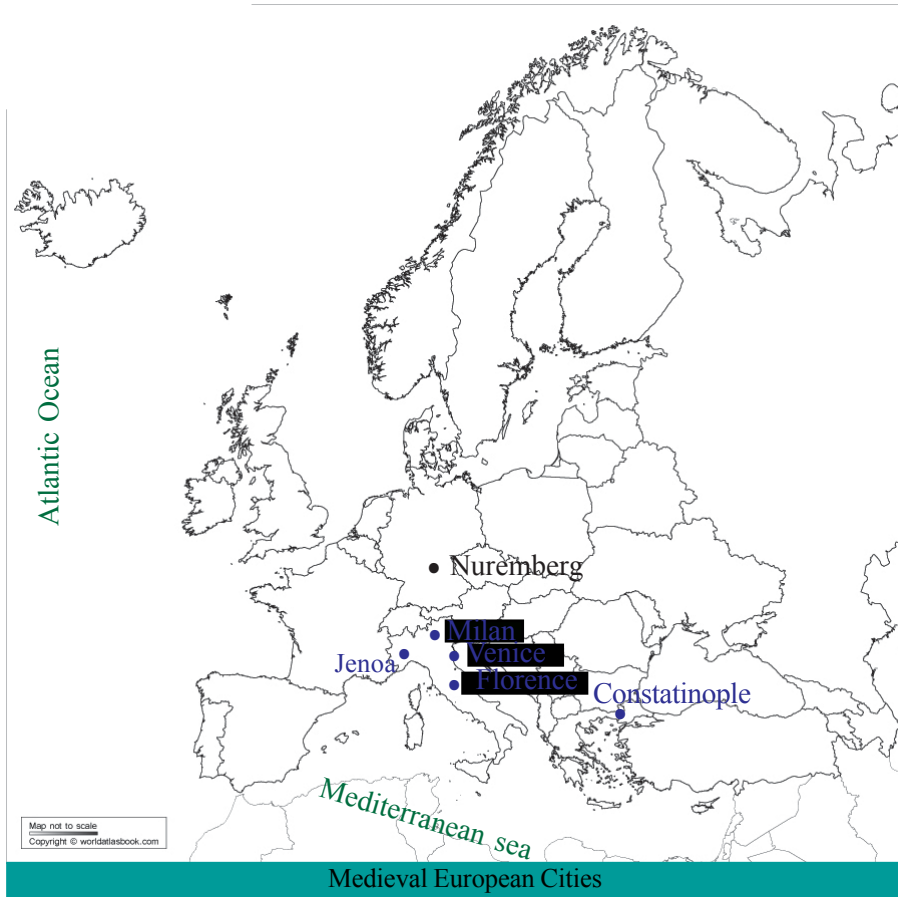 Atlantic Ocean
Nuremberg
Milan
Venice
Jenoa
Florence
Constatinople
Mediterranean sea
Map not to scale
Copyright © worldatlasbook.com
Medieval European Cities